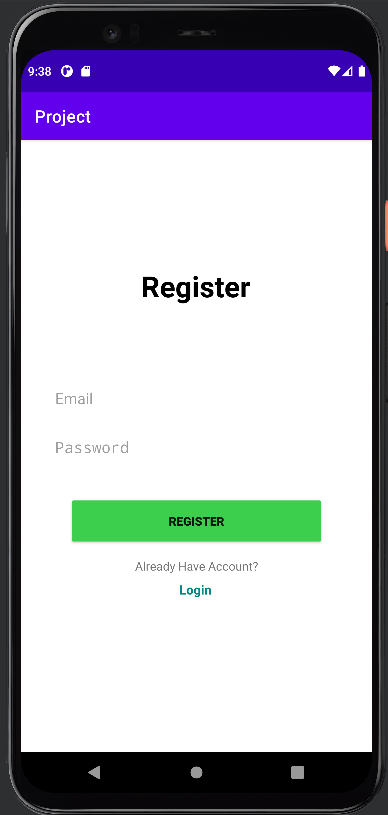 9:38
Project
Register
Email
Password
REGISTER
Already Have Account?
Login